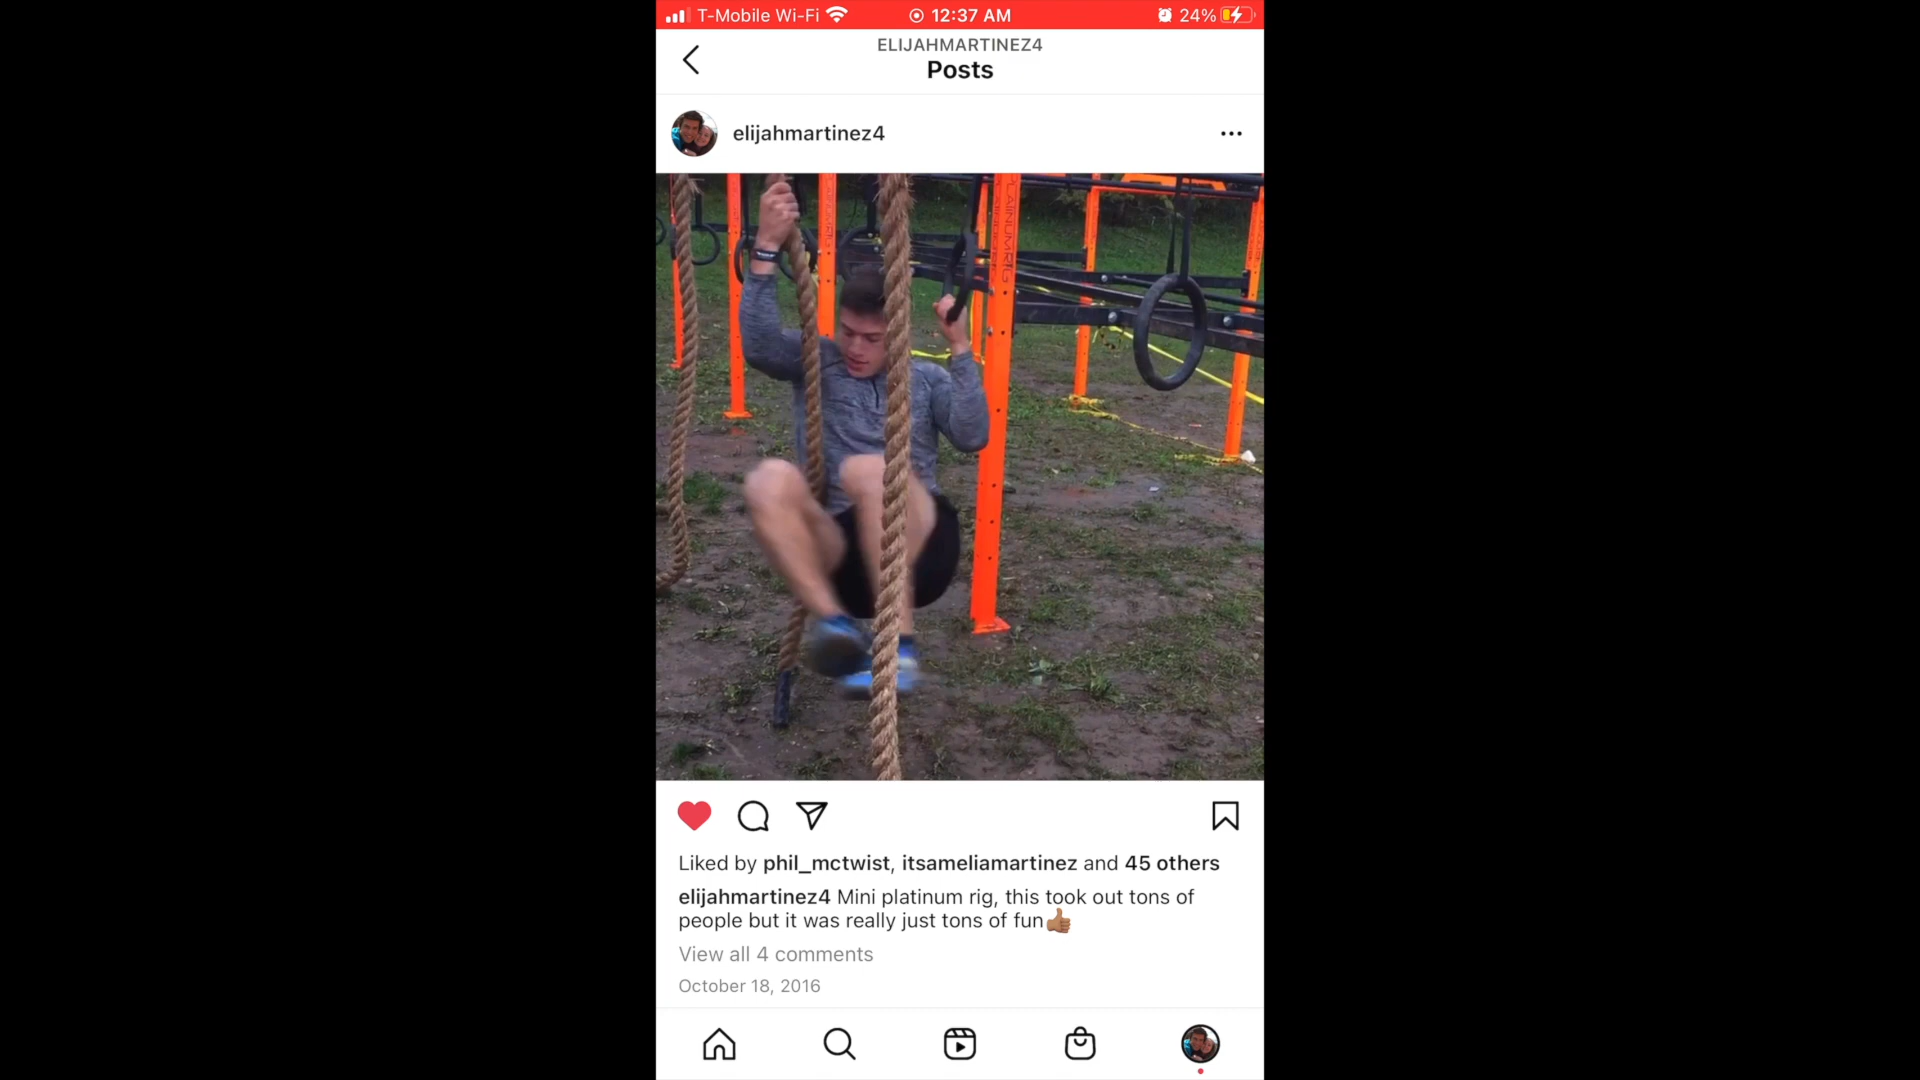 T-Mobile Wi-Fi 12:37 AM 24%
ELIJAHMARTINEZ4
Posts
elijahmartinez4
Liked by phil_mctwist, itsameliamartinez and 45 others
elijahmartinez4 Mini platinum rig, this took out tons of
people but it was really just tons of fun👍🏽
View all 4 comments
October 18, 2016